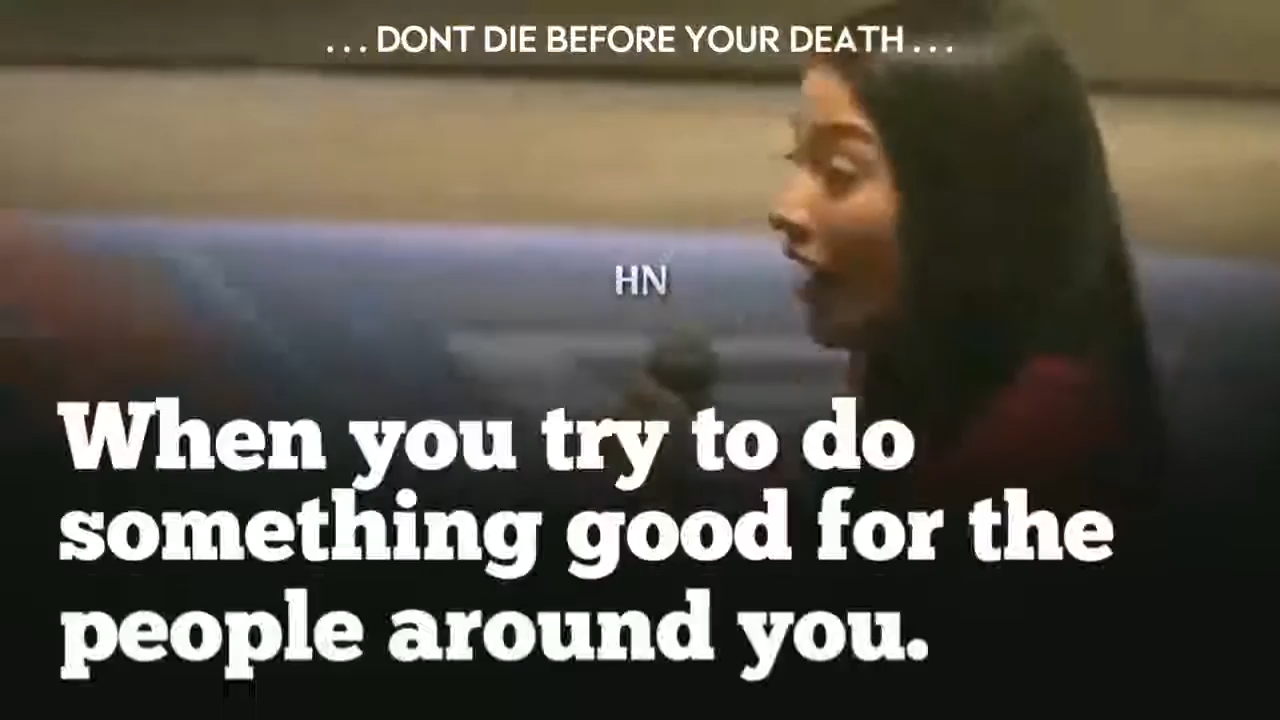 ... DONT DIE BEFORE YOUR DEATH...
HN
When you try to do
something good for the
people around you.